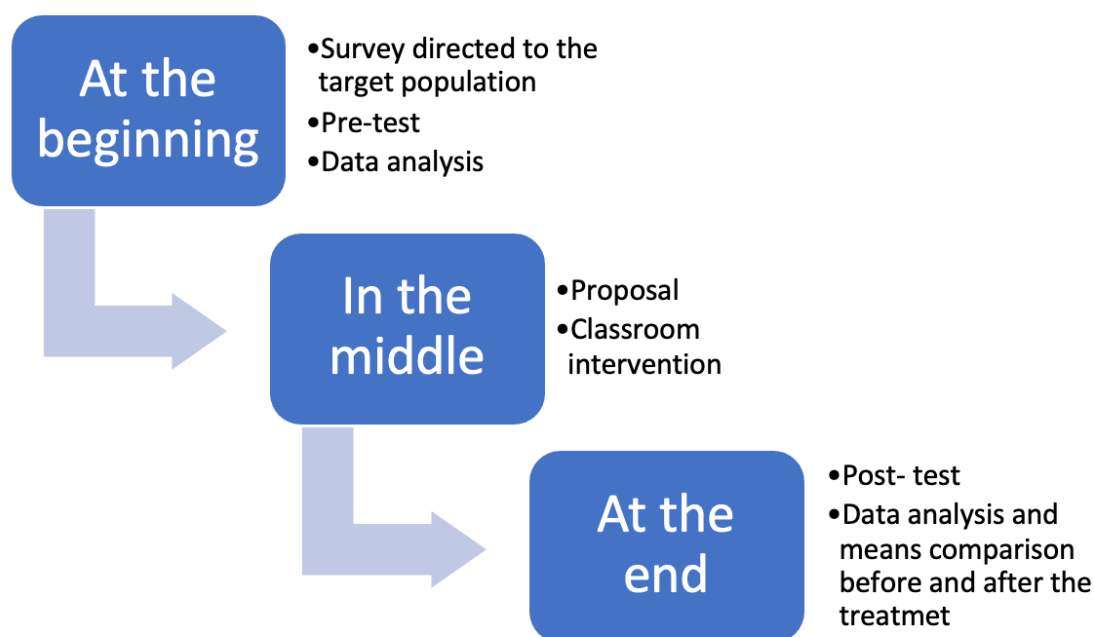 At the
beginning
•Survey directed to the
target population
•Pre-test
•Data analysis
In the
middle
•Proposal
•Classroom
intervention
At the
end
•Post- test
•Data analysis and
means comparison
before and after the
treatmet